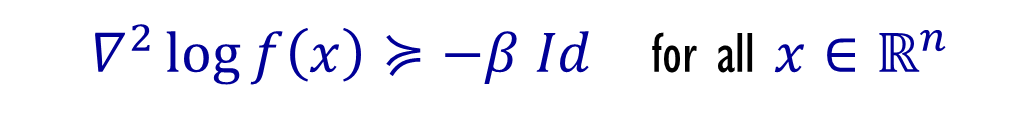 ∇² log f(x) ≽ −β Id for all x ∈ ℝⁿ